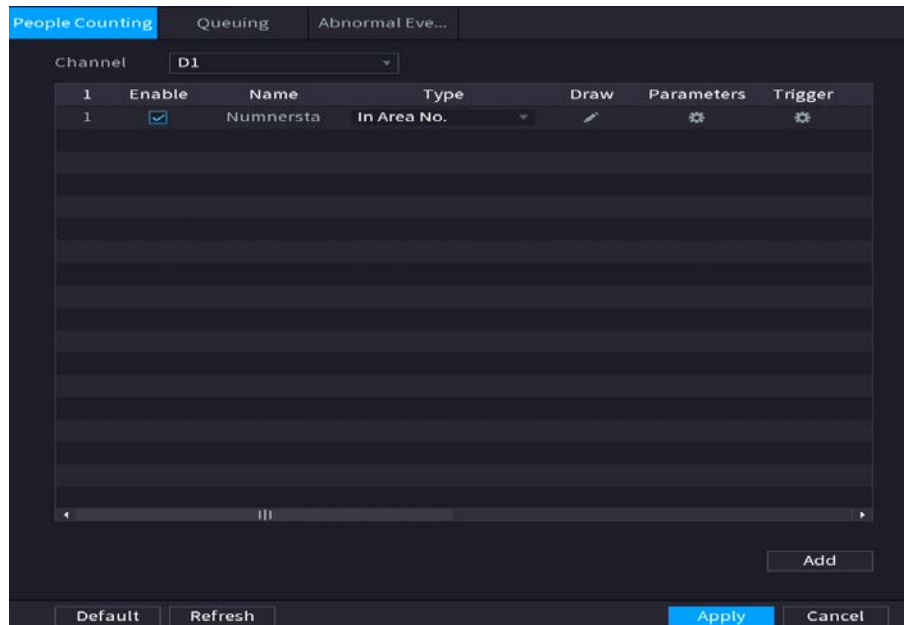 People Counting Queuing Abnormal Eve...
Channel D1
1 Enable Name Type Draw Parameters Trigger
1 Numnersta In Area No.
Add
Default Refresh Apply Cancel